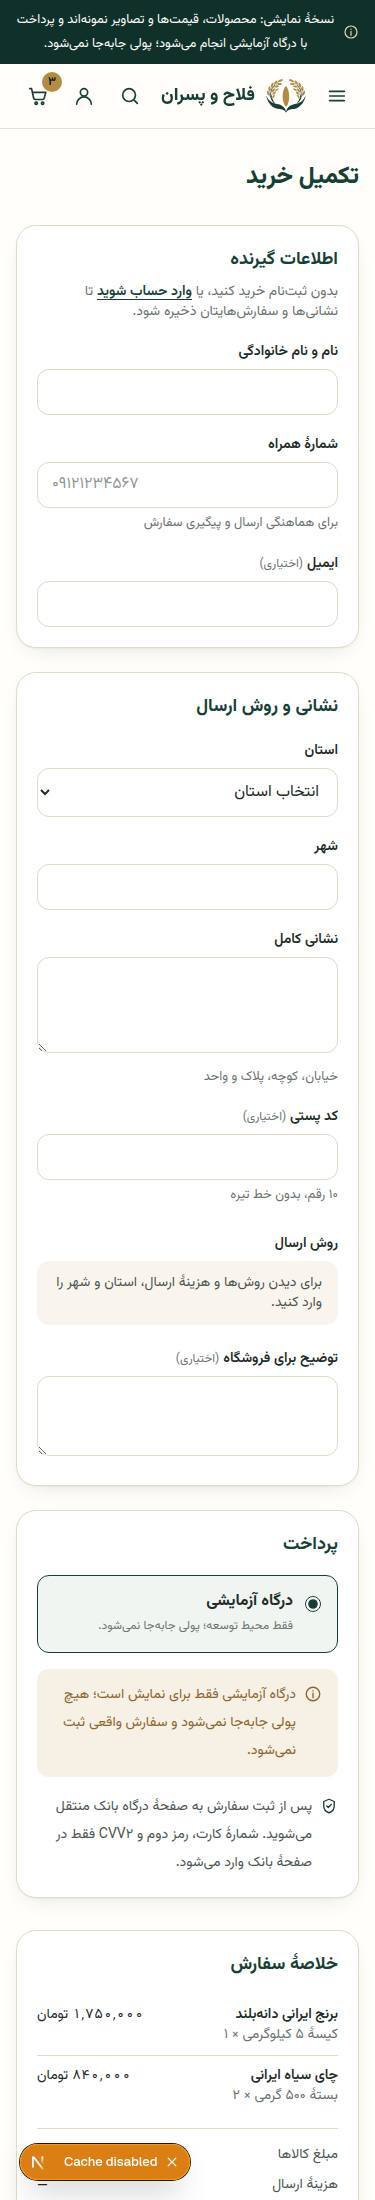 نسخهٔ نمایشی: محصولات، قیمت‌ها و تصاویر نمونه‌اند و پرداخت
با درگاه آزمایشی انجام می‌شود؛ پولی جابه‌جا نمی‌شود.
فلاح و پسران
۳
تکمیل خرید
اطلاعات گیرنده
بدون ثبت‌نام خرید کنید، یا وارد حساب شوید تا
نشانی‌ها و سفارش‌هایتان ذخیره شود.
نام و نام خانوادگی
شمارهٔ همراه
۰۹۱۲۱۲۳۴۵۶۷
برای هماهنگی ارسال و پیگیری سفارش
ایمیل (اختیاری)
نشانی و روش ارسال
استان
انتخاب استان
شهر
نشانی کامل
خیابان، کوچه، پلاک و واحد
کد پستی (اختیاری)
۱۰ رقم، بدون خط تیره
روش ارسال
برای دیدن روش‌ها و هزینهٔ ارسال، استان و شهر را
وارد کنید.
توضیح برای فروشگاه (اختیاری)
پرداخت
درگاه آزمایشی
فقط محیط توسعه؛ پولی جابه‌جا نمی‌شود.
درگاه آزمایشی فقط برای نمایش است؛ هیچ
پولی جابه‌جا نمی‌شود و سفارش واقعی ثبت
نمی‌شود.
پس از ثبت سفارش به صفحهٔ درگاه بانک منتقل
می‌شوید. شمارهٔ کارت، رمز دوم و CVV۲ فقط در
صفحهٔ بانک وارد می‌شود.
خلاصهٔ سفارش
برنج ایرانی دانه‌بلند ۱,۷۵۰,۰۰۰ تومان
کیسهٔ ۵ کیلوگرمی × ۱
چای سیاه ایرانی ۸۴۰,۰۰۰ تومان
بستهٔ ۵۰۰ گرمی × ۲
مبلغ کالاها
هزینهٔ ارسال —
N Cache disabled